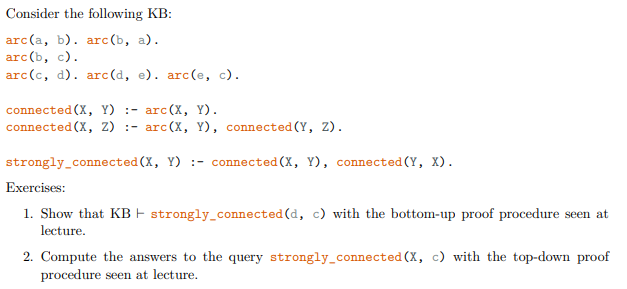 Consider the following KB:
arc(a, b). arc(b, a).
arc(b, c).
arc(c, d). arc(d, e). arc(e, c).
connected(X, Y) :- arc(X, Y).
connected(X, Z) :- arc(X, Y), connected(Y, Z).
strongly_connected(X, Y) :- connected(X, Y), connected(Y, X).
Exercises:
1. Show that KB ⊢ strongly_connected(d, c) with the bottom-up proof procedure seen at
lecture.
2. Compute the answers to the query strongly_connected(X, c) with the top-down proof
procedure seen at lecture.